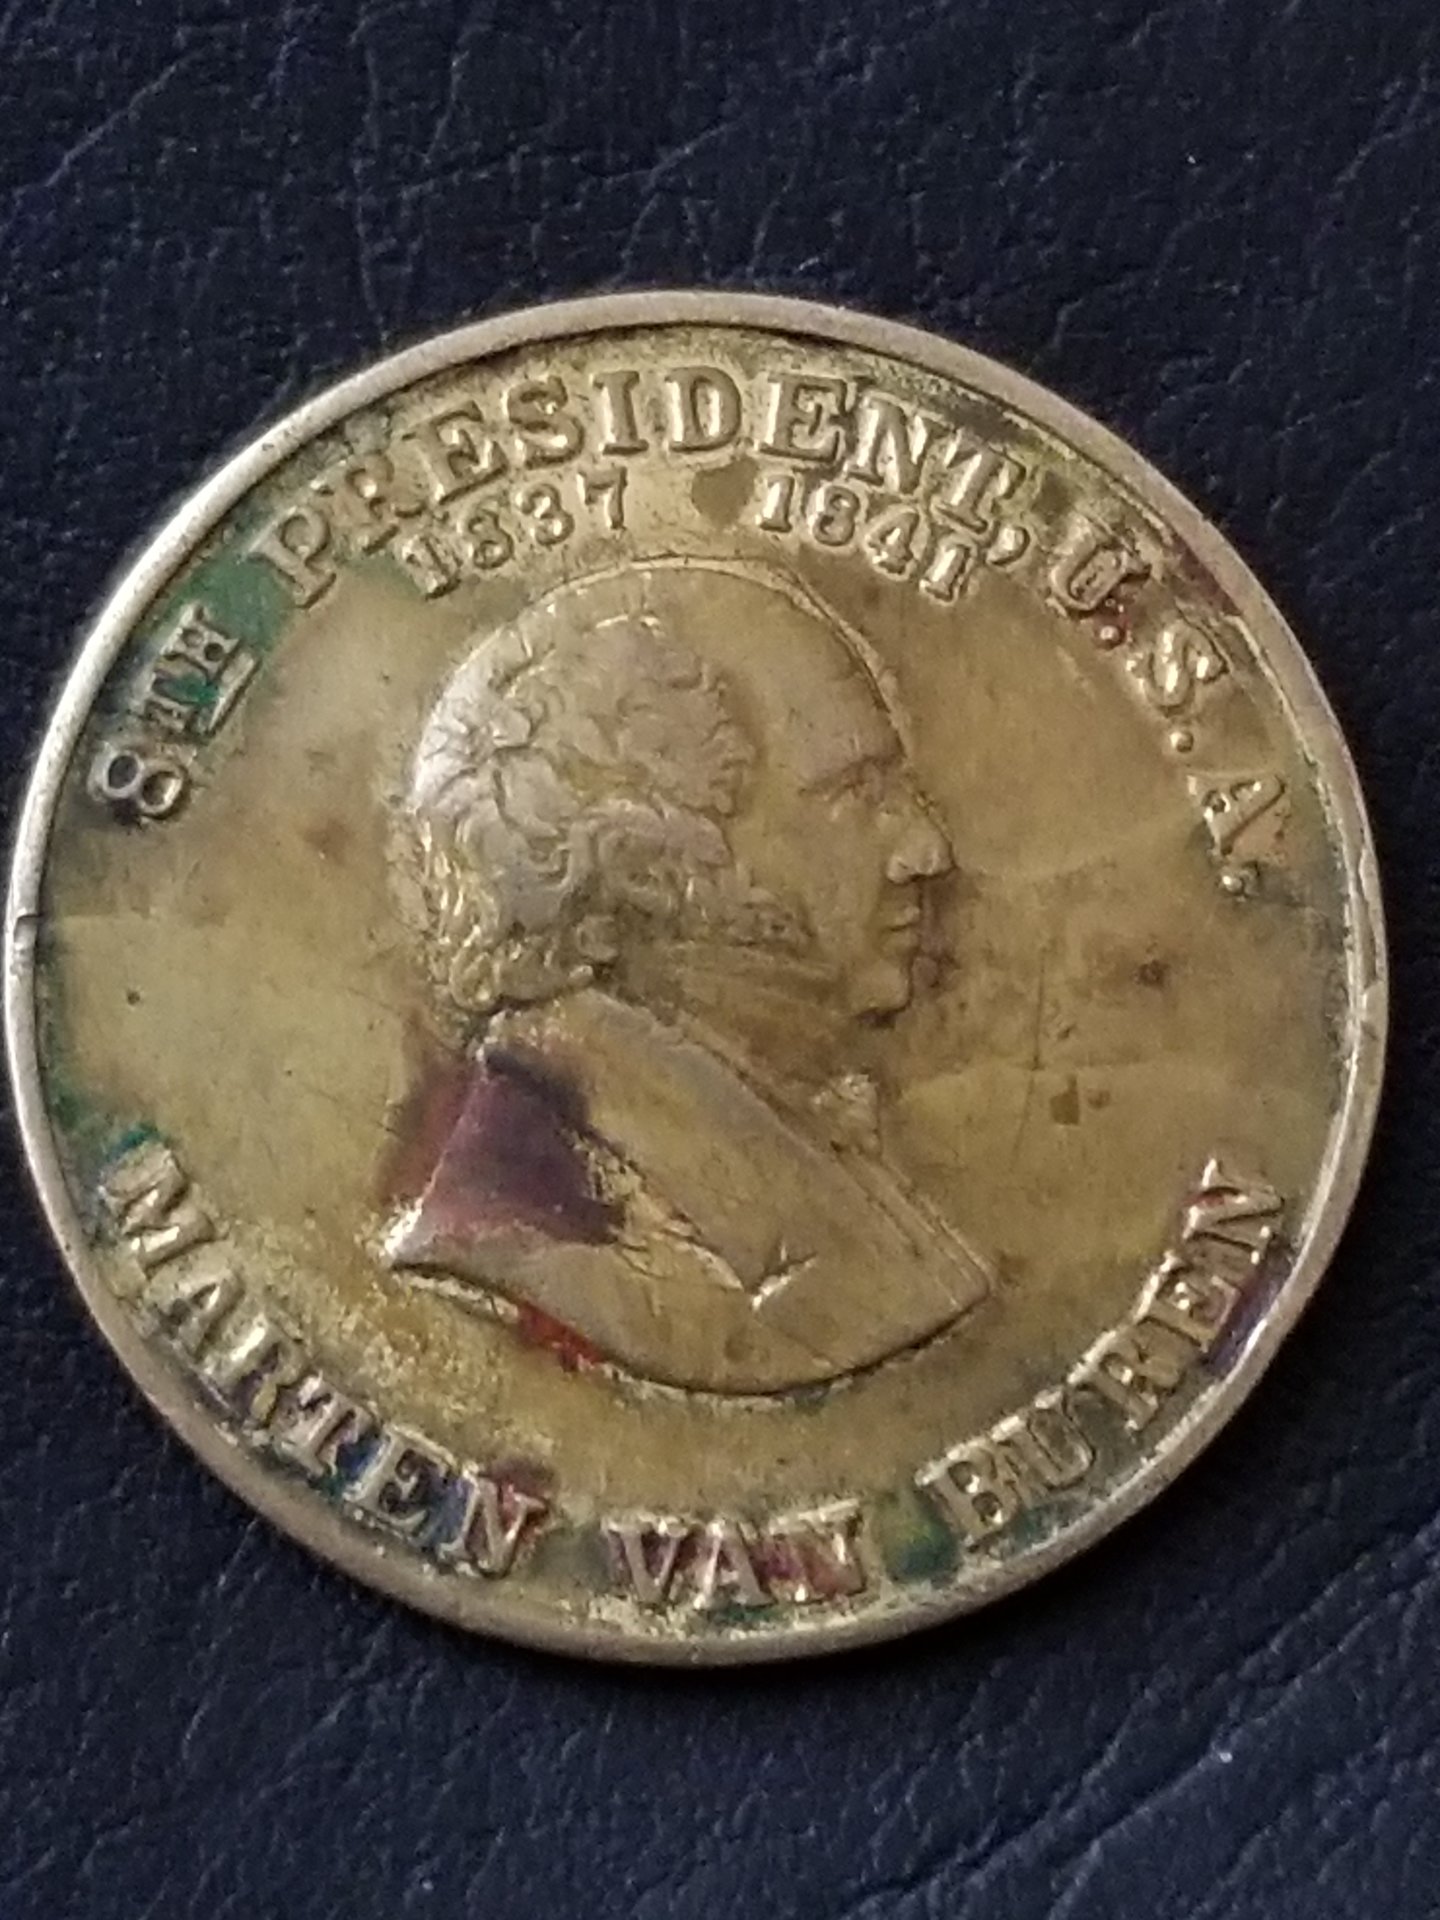 8TH PRESIDENT, U.S.A.
1837 1841
MARTEN VAN BUREN